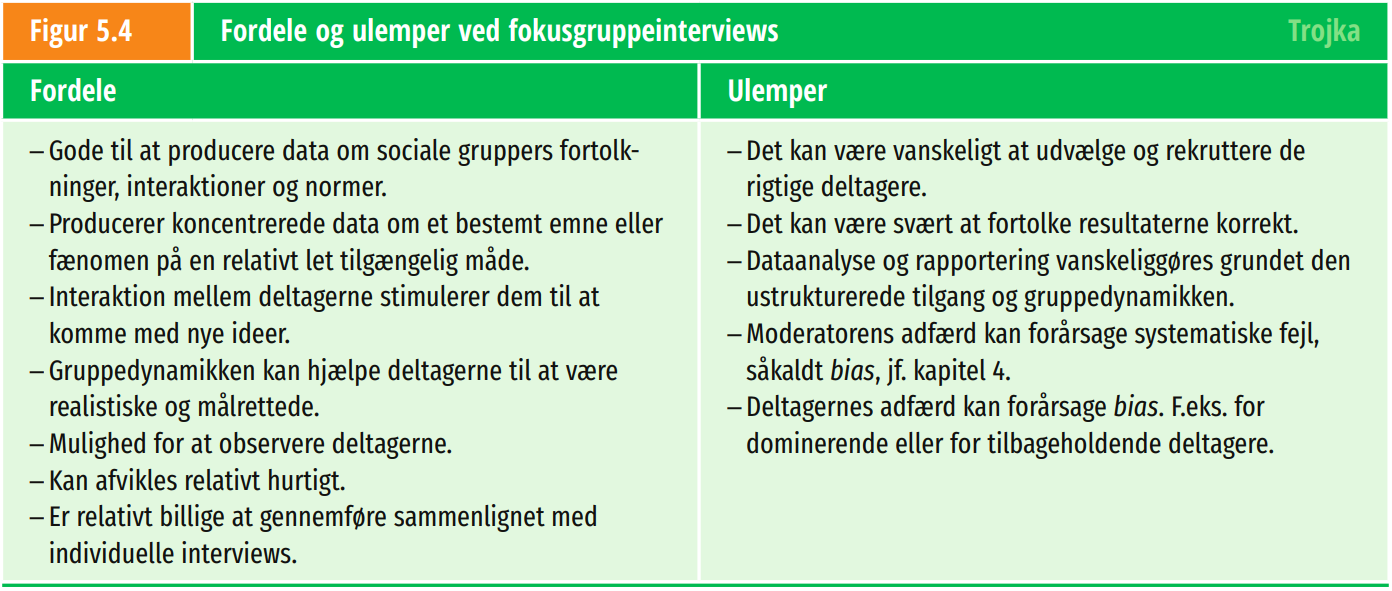 Figur 5.4
Fordele og ulemper ved fokusgruppeinterviews
Trojka
Fordele
– Gode til at producere data om sociale gruppers fortolk-
ninger, interaktioner og normer.
– Producerer koncentrerede data om et bestemt emne eller
fænomen på en relativt let tilgængelig måde.
– Interaktion mellem deltagerne stimulerer dem til at
komme med nye ideer.
– Gruppedynamikken kan hjælpe deltagerne til at være
realistiske og målrettede.
– Mulighed for at observere deltagerne.
– Kan afvikles relativt hurtigt.
– Er relativt billige at gennemføre sammenlignet med
individuelle interviews.
Ulemper
– Det kan være vanskeligt at udvælge og rekruttere de
rigtige deltagere.
– Det kan være svært at fortolke resultaterne korrekt.
– Dataanalyse og rapportering vanskeliggøres grundet den
ustrukturerede tilgang og gruppedynamikken.
– Moderatorens adfærd kan forårsage systematiske fejl,
såkaldt bias, jf. kapitel 4.
– Deltagernes adfærd kan forårsage bias. F.eks. for
dominerende eller for tilbageholdende deltagere.